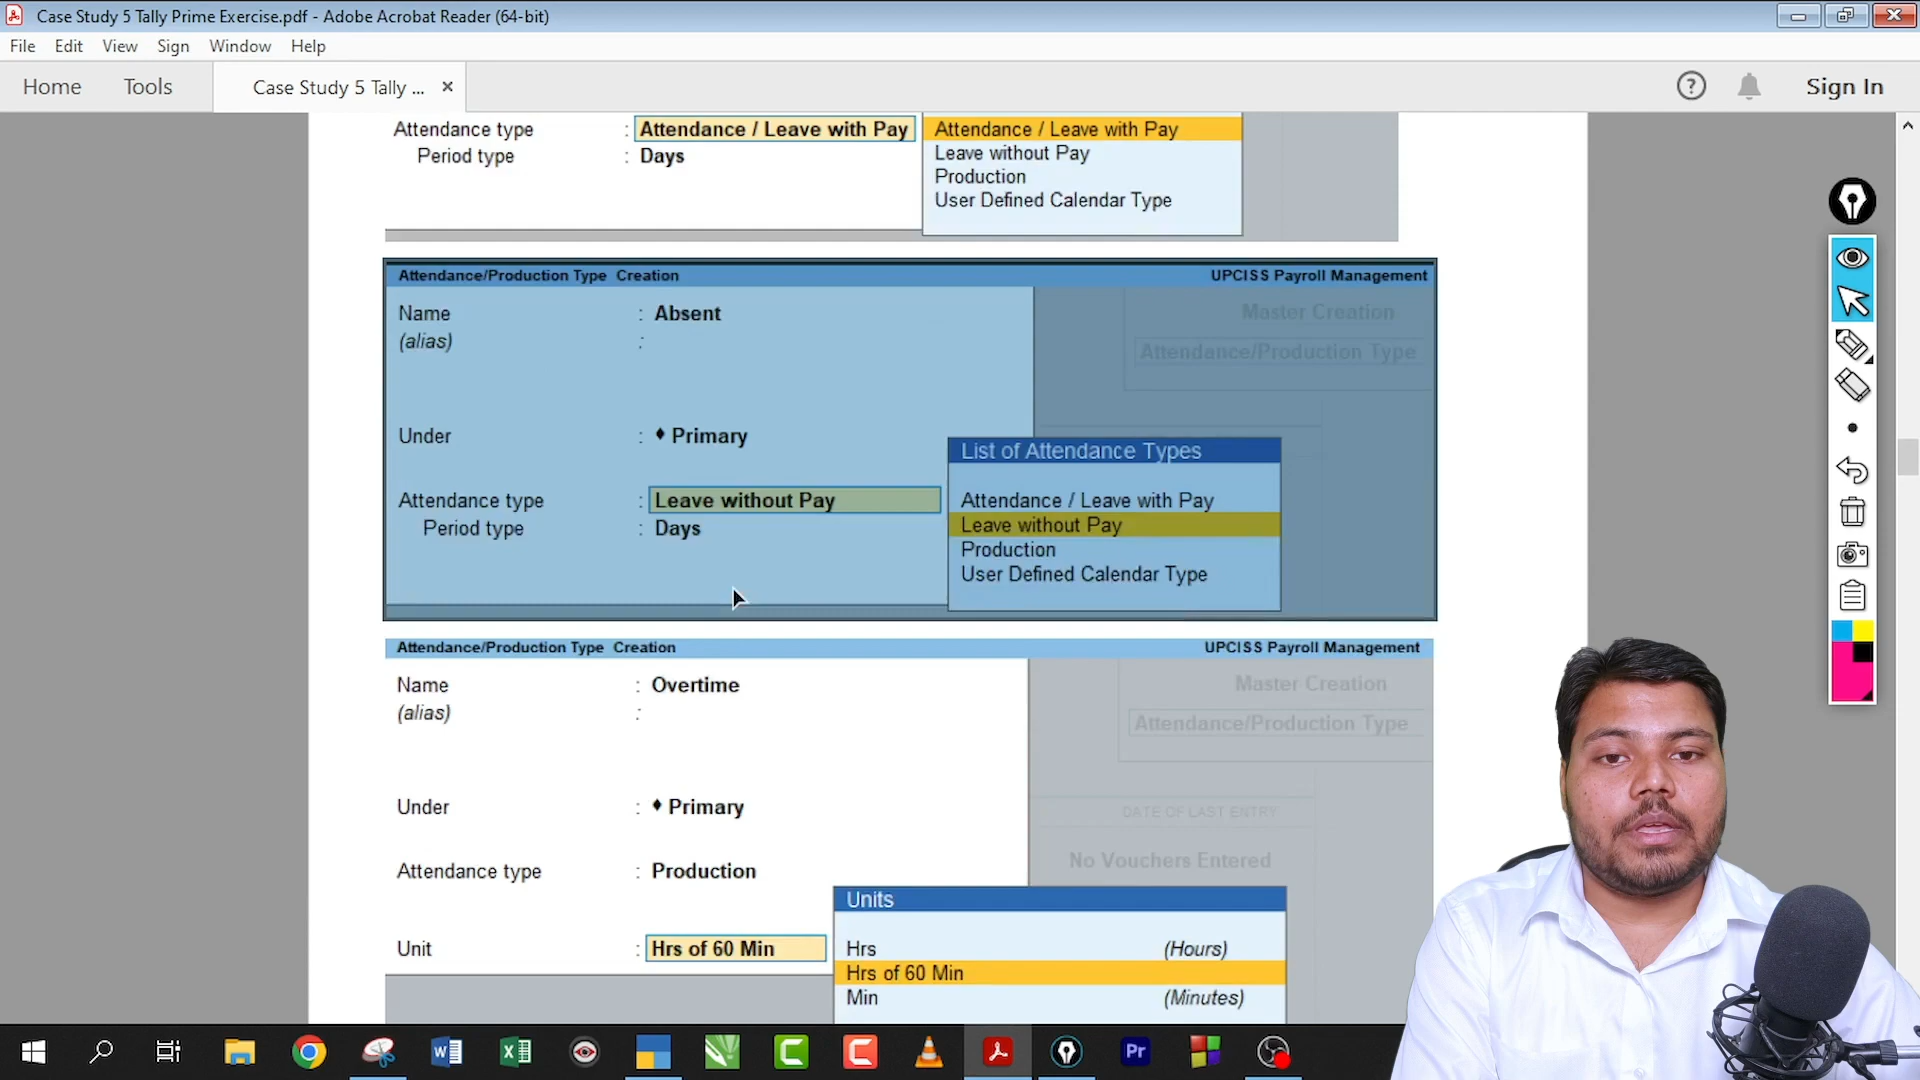 Case Study 5 Tally Prime Exercise.pdf - Adobe Acrobat Reader (64-bit)
File Edit View Sign Window Help
Home Tools Case Study 5 Tally ... × Sign In
Attendance type : Attendance / Leave with Pay
Period type : Days
Attendance / Leave with Pay
Leave without Pay
Production
User Defined Calendar Type
Attendance/Production Type Creation UPCISS Payroll Management
Name : Absent
(alias) :
Master Creation
Attendance/Production Type
Under : ♦ Primary
Attendance type : Leave without Pay
Period type : Days
List of Attendance Types
Attendance / Leave with Pay
Leave without Pay
Production
User Defined Calendar Type
Attendance/Production Type Creation UPCISS Payroll Management
Name : Overtime
(alias) :
Master Creation
Attendance/Production Type
Under : ♦ Primary
DATE OF LAST ENTRY
No Vouchers Entered
Attendance type : Production
Unit : Hrs of 60 Min
Units
Hrs (Hours)
Hrs of 60 Min
Min (Minutes)
Pr